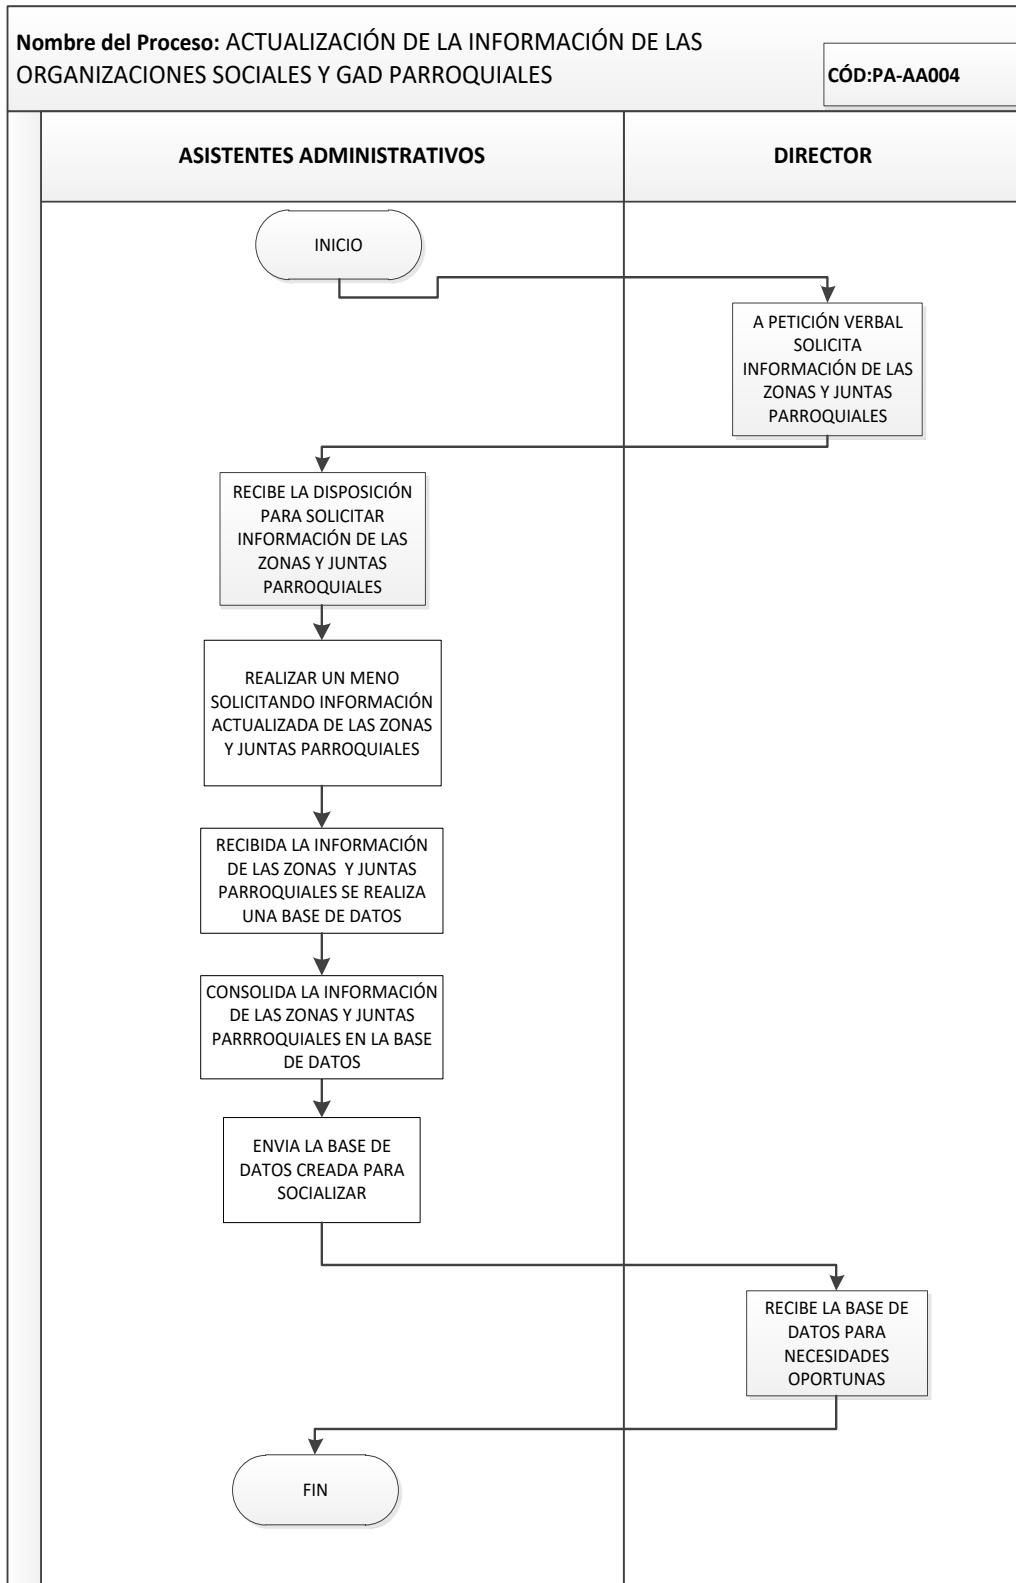 Nombre del Proceso: ACTUALIZACIÓN DE LA INFORMACIÓN DE LAS
ORGANIZACIONES SOCIALES Y GAD PARROQUIALES
CÓD:PA-AA004
ASISTENTES ADMINISTRATIVOS
DIRECTOR
INICIO
A PETICIÓN VERBAL
SOLICITA
INFORMACIÓN DE LAS
ZONAS Y JUNTAS
PARROQUIALES
RECIBE LA DISPOSICIÓN
PARA SOLICITAR
INFORMACIÓN DE LAS
ZONAS Y JUNTAS
PARROQUIALES
REALIZAR UN MENO
SOLICITANDO INFORMACIÓN
ACTUALIZADA DE LAS ZONAS
Y JUNTAS PARROQUIALES
RECIBIDA LA INFORMACIÓN
DE LAS ZONAS  Y JUNTAS
PARROQUIALES SE REALIZA
UNA BASE DE DATOS
CONSOLIDA LA INFORMACIÓN
DE LAS ZONAS Y JUNTAS
PARRROQUIALES EN LA BASE
DE DATOS
ENVIA LA BASE DE
DATOS CREADA PARA
SOCIALIZAR
RECIBE LA BASE DE
DATOS PARA
NECESIDADES
OPORTUNAS
FIN